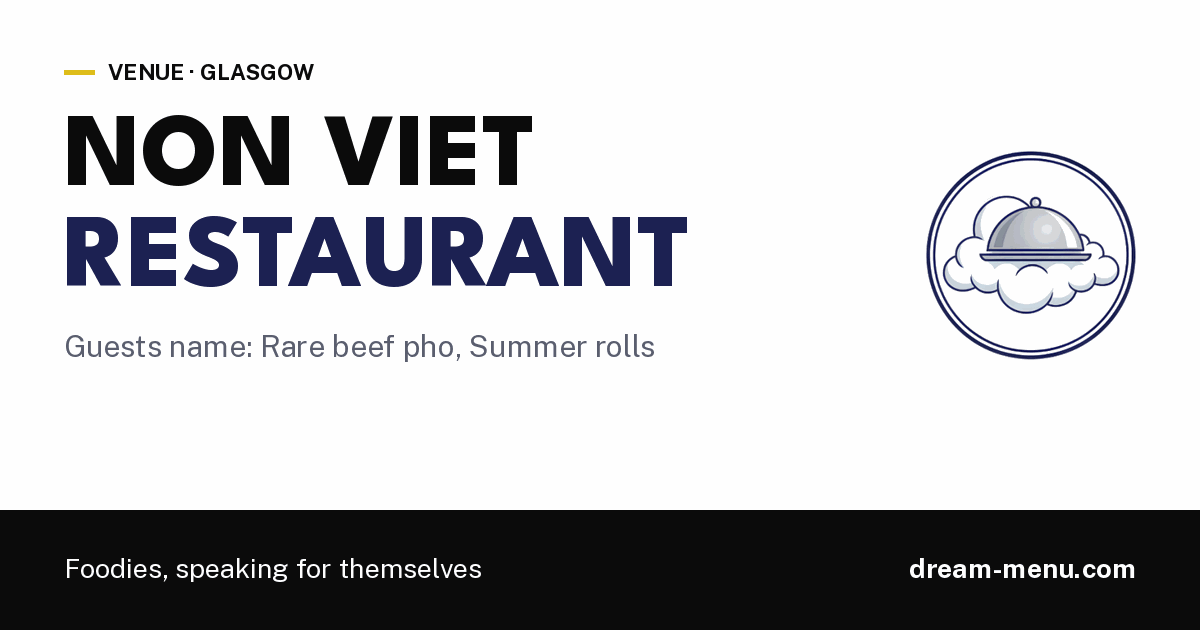 VENUE · GLASGOW
NON VIET
RESTAURANT
Guests name: Rare beef pho, Summer rolls
Foodies, speaking for themselves
dream-menu.com